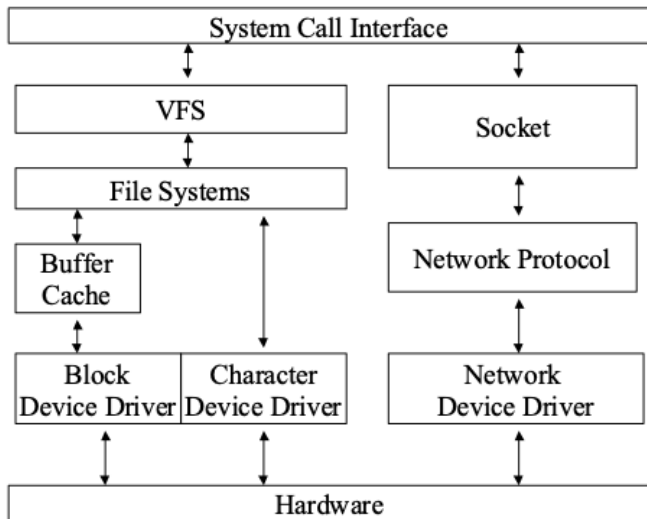 System Call Interface
VFS
Socket
File Systems
Buffer
Cache
Network Protocol
Block
Device Driver
Character
Device Driver
Network
Device Driver
Hardware